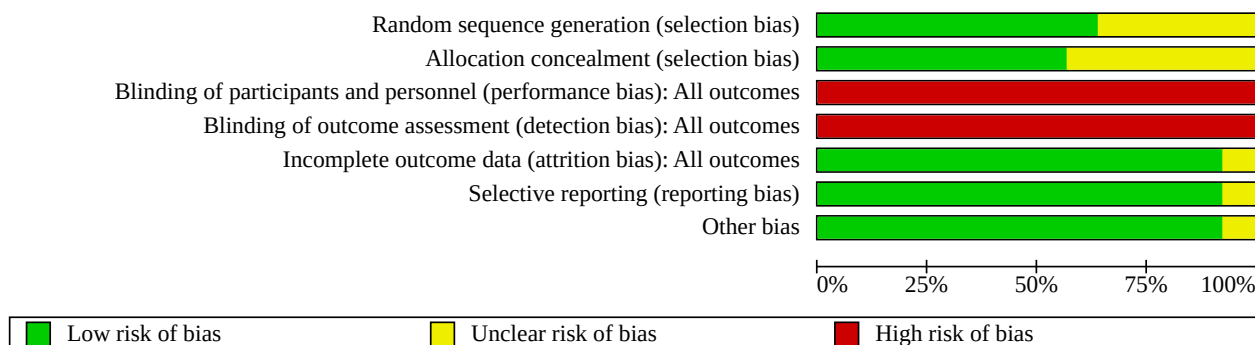 Random sequence generation (selection bias)
Allocation concealment (selection bias)
Blinding of participants and personnel (performance bias): All outcomes
Blinding of outcome assessment (detection bias): All outcomes
Incomplete outcome data (attrition bias): All outcomes
Selective reporting (reporting bias)
Other bias
0% 25% 50% 75% 100%
Low risk of bias Unclear risk of bias High risk of bias